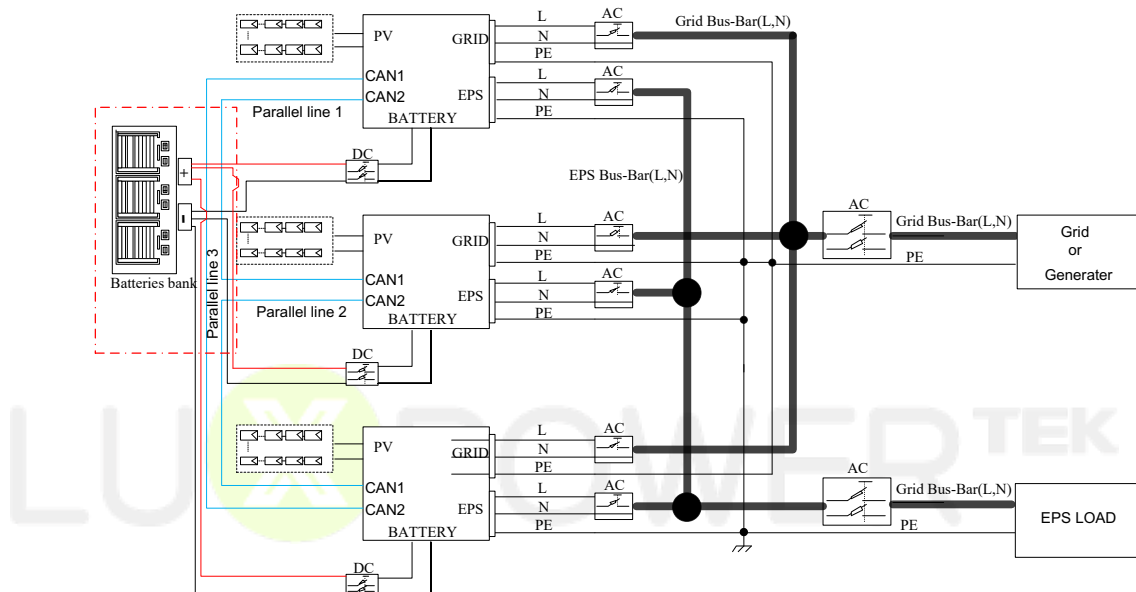 PV
GRID
CAN1
CAN2
EPS
BATTERY
L
N
PE
L
N
PE
AC
AC
Grid Bus-Bar(L,N)
Parallel line 1
DC
EPS Bus-Bar(L,N)
+
-
Batteries bank
Parallel line 3
PV
GRID
CAN1
CAN2
EPS
BATTERY
L
N
PE
L
N
PE
AC
AC
Parallel line 2
DC
AC
Grid Bus-Bar(L,N)
PE
Grid
or
Generater
PV
GRID
CAN1
CAN2
EPS
BATTERY
L
N
PE
L
N
PE
AC
AC
DC
AC
Grid Bus-Bar(L,N)
PE
EPS LOAD
LUXPOWERTEK